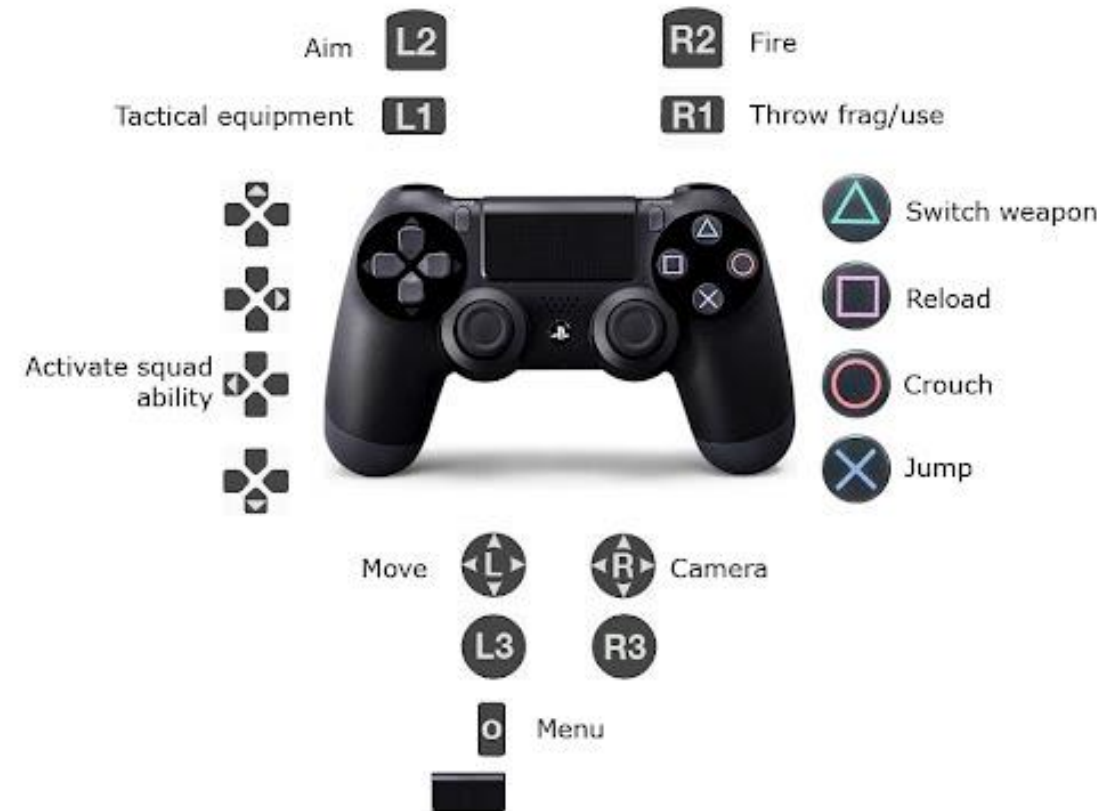 Aim L2 R2 Fire
Tactical equipment L1 R1 Throw frag/use
Switch weapon
Reload
Activate squad
ability
Crouch
Jump
Move L R Camera
L3 R3
O Menu